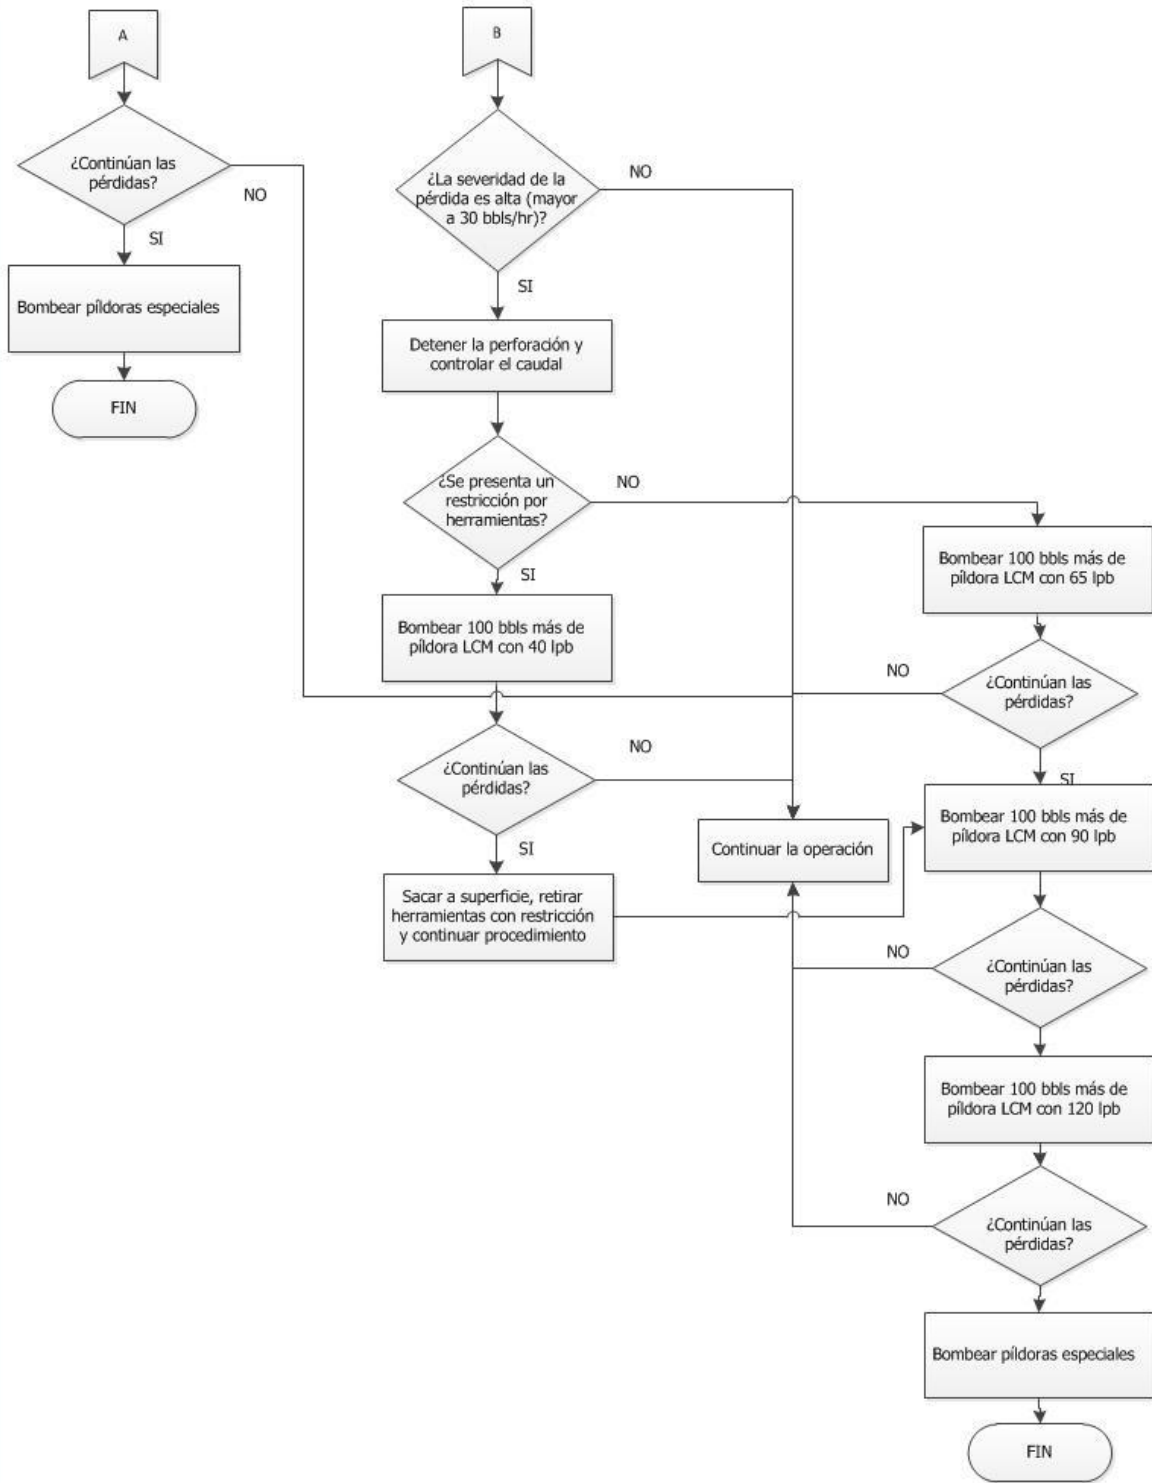 A
¿Continúan las
pérdidas?
NO
SI
Bombear píldoras especiales
FIN
B
¿La severidad de la
pérdida es alta (mayor
a 30 bbls/hr)?
NO
SI
Detener la perforación y
controlar el caudal
¿Se presenta un
restricción por
herramientas?
NO
SI
Bombear 100 bbls más de
píldora LCM con 40 lpb
¿Continúan las
pérdidas?
NO
SI
Sacar a superficie, retirar
herramientas con restricción
y continuar procedimiento
Continuar la operación
Bombear 100 bbls más de
píldora LCM con 65 lpb
NO
¿Continúan las
pérdidas?
SI
Bombear 100 bbls más de
píldora LCM con 90 lpb
NO
¿Continúan las
pérdidas?
Bombear 100 bbls más de
píldora LCM con 120 lpb
NO
¿Continúan las
pérdidas?
Bombear píldoras especiales
FIN